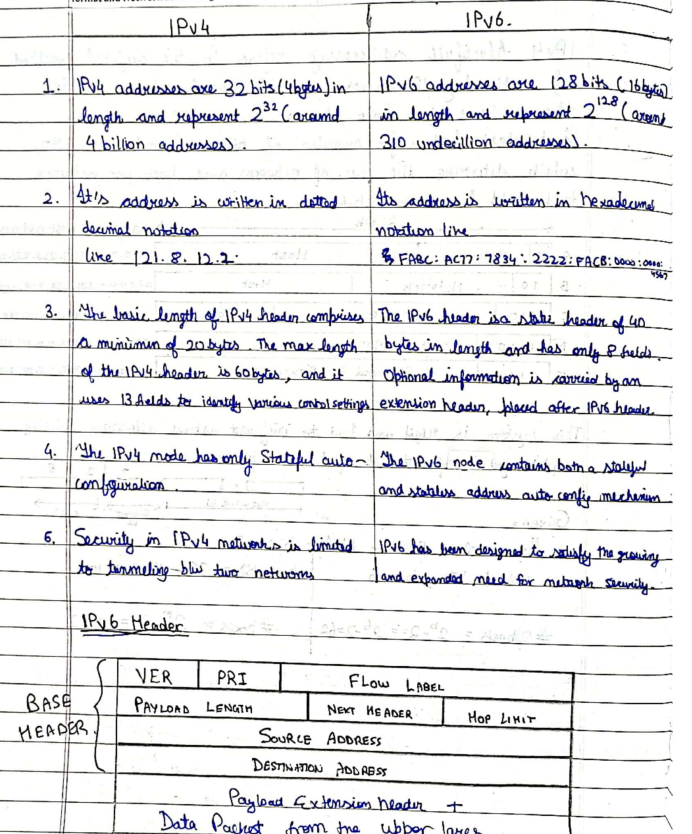 IPv4 IPv6.
1. IPv4 addresses are 32 bits (4bytes) in
length and represent 2^32 (around
4 billion addresses).
IPv6 addresses are 128 bits (16bytes)
in length and represent 2^128 (around
310 undecillion addresses).
2. It's address is written in dotted
decimal notation
like 121.8.12.2.
Its address is written in hexadecimal
notation like
FABC: AC77: 7834: 2222: FACB: 0000: 0000:
4567
3. The basic length of IPv4 header comprises
a minimum of 20 bytes. The max length
of the IPv4 header is 60 bytes, and it
uses 13 fields to identify various control settings
The IPv6 header is a static header of 40
bytes in length and has only 8 fields.
Optional information is carried by an
extension header, placed after IPv6 header.
4. The IPv4 node has only Stateful auto-
configuration.
The IPv6 node contains both a stateful
and stateless address auto config mechanism
5. Security in IPv4 networks is limited
to tunneling b/w two networks
IPv6 has been designed to satisfy the growing
and expanded need for network security.
IPv6 Header
BASE
HEADER.
VER PRI FLOW LABEL
PAYLOAD LENGTH NEXT HEADER HOP LIMIT
SOURCE ADDRESS
DESTINATION ADDRESS
Payload Extension header +
Data Packet from the upper layer